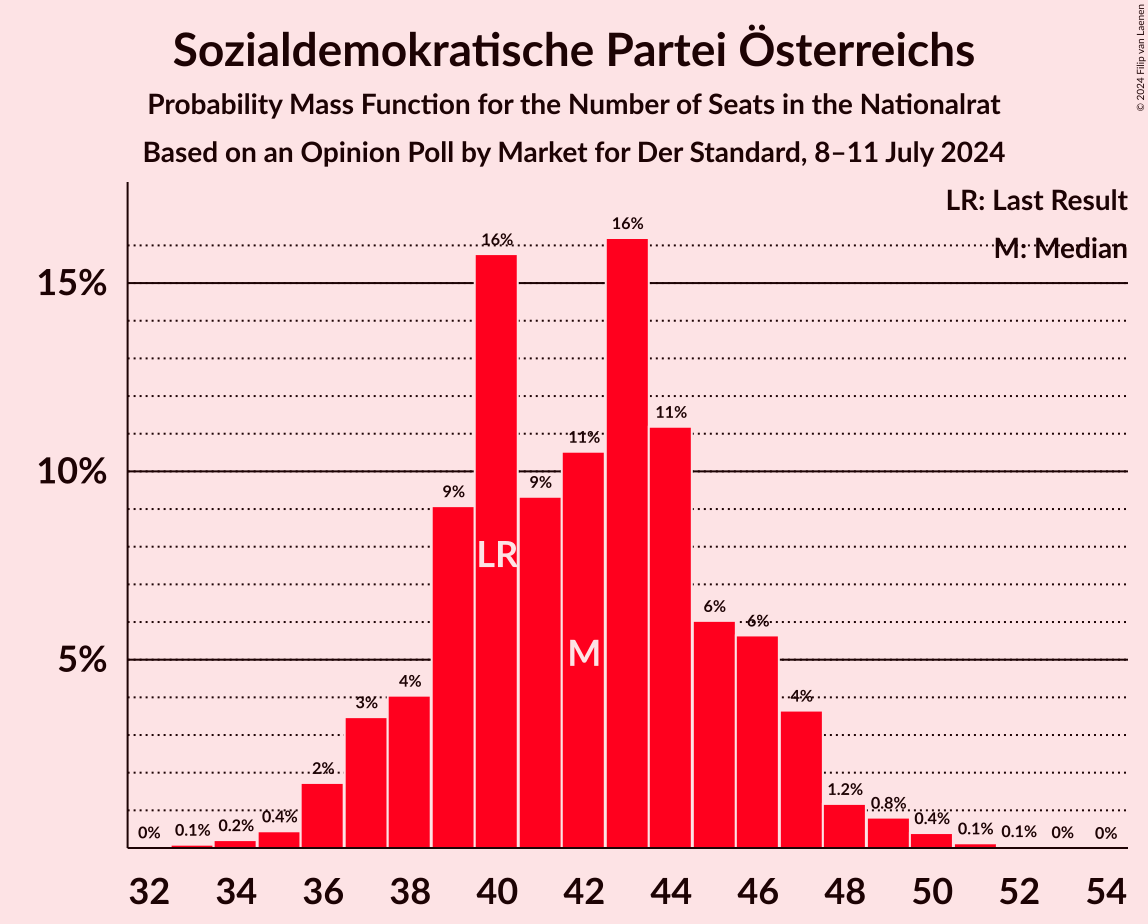 Sozialdemokratische Partei Österreichs
Probability Mass Function for the Number of Seats in the Nationalrat
Based on an Opinion Poll by Market for Der Standard, 8–11 July 2024
© 2024 Filip van Laenen
LR: Last Result
M: Median
15%
10%
5%
0%
0.1%
0.2%
0.4%
2%
3%
4%
9%
16%
9%
11%
16%
11%
6%
6%
4%
1.2%
0.8%
0.4%
0.1%
0.1%
0%
0%
LR
M
32 34 36 38 40 42 44 46 48 50 52 54